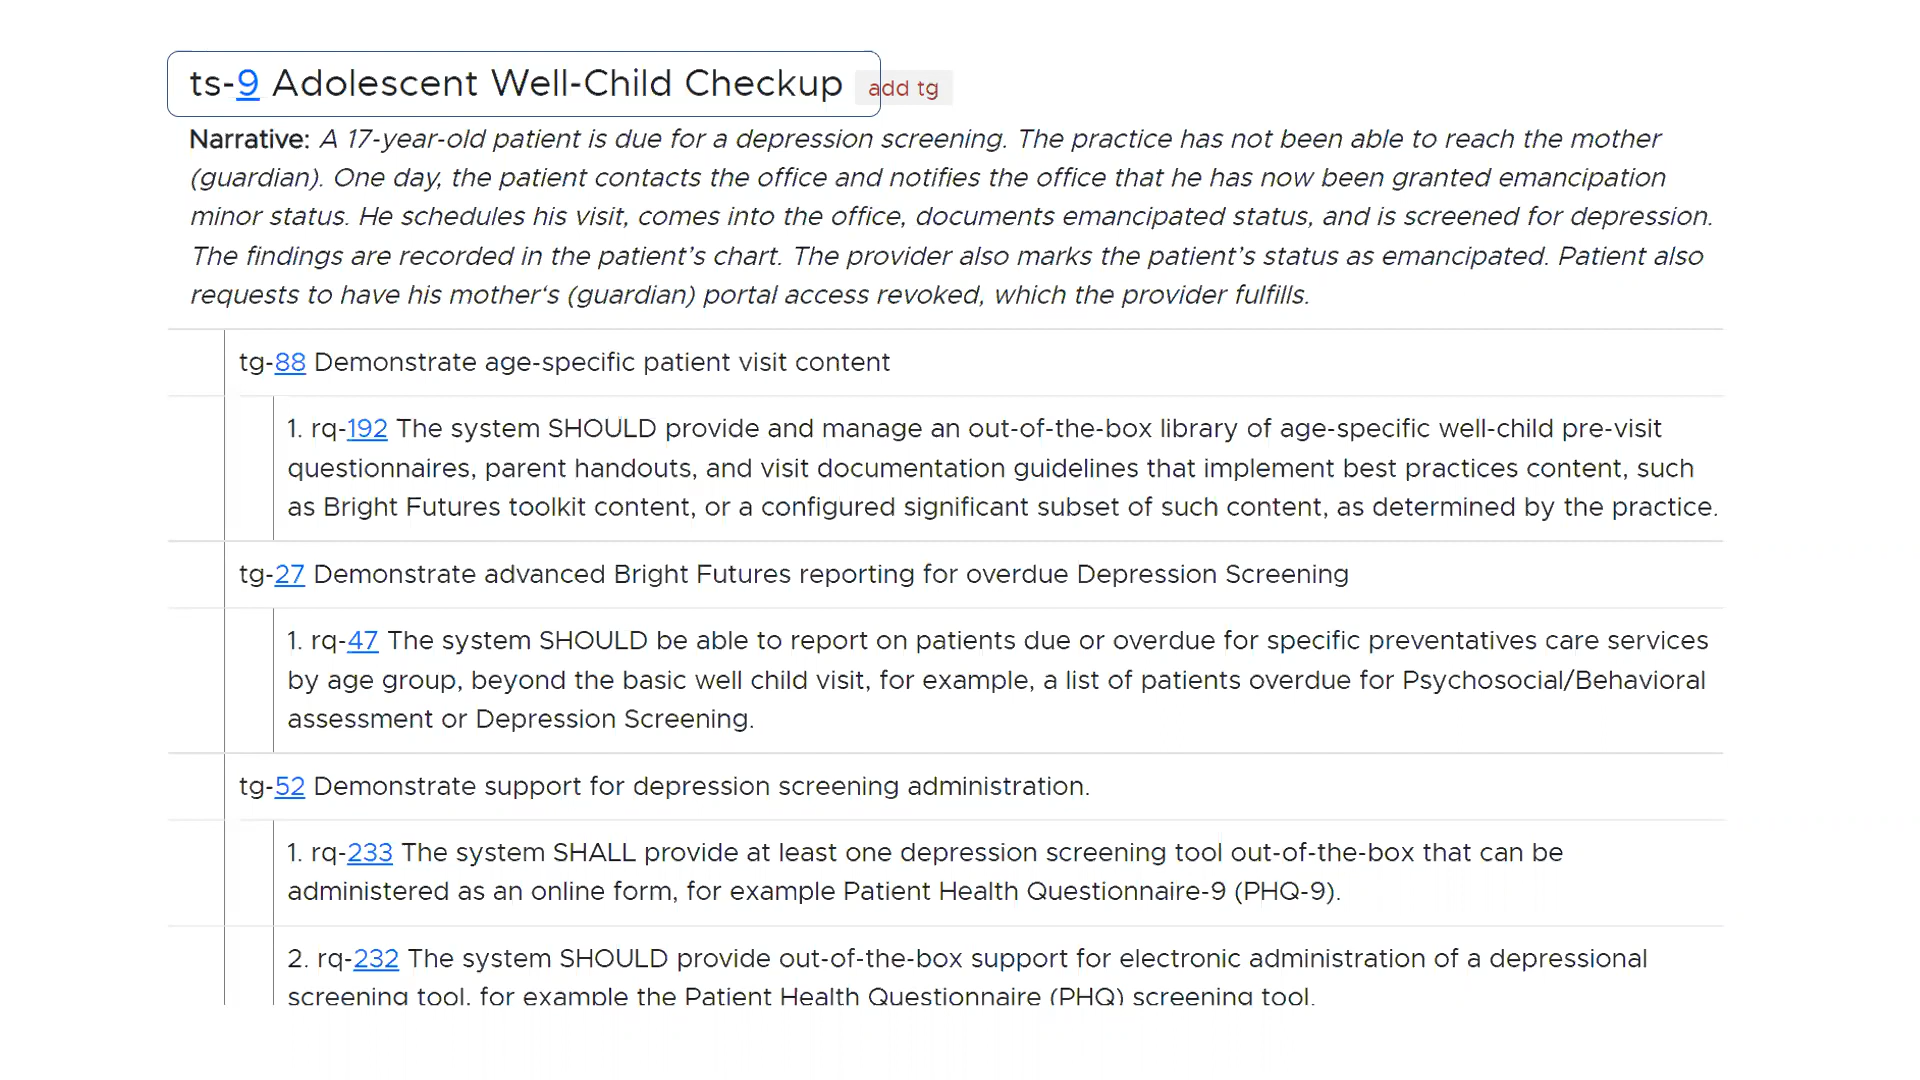 ts-9 Adolescent Well-Child Checkup add tg
Narrative: A 17-year-old patient is due for a depression screening. The practice has not been able to reach the mother
(guardian). One day, the patient contacts the office and notifies the office that he has now been granted emancipation
minor status. He schedules his visit, comes into the office, documents emancipated status, and is screened for depression.
The findings are recorded in the patient’s chart. The provider also marks the patient’s status as emancipated. Patient also
requests to have his mother‘s (guardian) portal access revoked, which the provider fulfills.
tg-88 Demonstrate age-specific patient visit content
1. rq-192 The system SHOULD provide and manage an out-of-the-box library of age-specific well-child pre-visit
questionnaires, parent handouts, and visit documentation guidelines that implement best practices content, such
as Bright Futures toolkit content, or a configured significant subset of such content, as determined by the practice.
tg-27 Demonstrate advanced Bright Futures reporting for overdue Depression Screening
1. rq-47 The system SHOULD be able to report on patients due or overdue for specific preventatives care services
by age group, beyond the basic well child visit, for example, a list of patients overdue for Psychosocial/Behavioral
assessment or Depression Screening.
tg-52 Demonstrate support for depression screening administration.
1. rq-233 The system SHALL provide at least one depression screening tool out-of-the-box that can be
administered as an online form, for example Patient Health Questionnaire-9 (PHQ-9).
2. rq-232 The system SHOULD provide out-of-the-box support for electronic administration of a depressional
screening tool, for example the Patient Health Questionnaire (PHQ) screening tool.